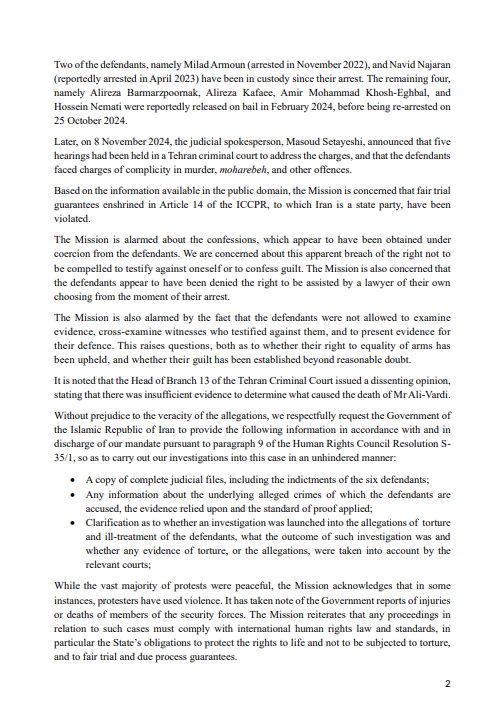 Two of the defendants, namely Milad Armoun (arrested in November 2022), and Navid Najaran
(reportedly arrested in April 2023) have been in custody since their arrest. The remaining four,
namely Alireza Barmarzpoornak, Alireza Kafaee, Amir Mohammad Khosh-Eghbal, and
Hossein Nemati were reportedly released on bail in February 2024, before being re-arrested on
25 October 2024.
Later, on 8 November 2024, the judicial spokesperson, Masoud Setayeshi, announced that five
hearings had been held in a Tehran criminal court to address the charges, and that the defendants
faced charges of complicity in murder, moharebeh, and other offences.
Based on the information available in the public domain, the Mission is concerned that fair trial
guarantees enshrined in Article 14 of the ICCPR, to which Iran is a state party, have been
violated.
The Mission is alarmed about the confessions, which appear to have been obtained under
coercion from the defendants. We are concerned about this apparent breach of the right not to
be compelled to testify against oneself or to confess guilt. The Mission is also concerned that
the defendants appear to have been denied the right to be assisted by a lawyer of their own
choosing from the moment of their arrest.
The Mission is also alarmed by the fact that the defendants were not allowed to examine
evidence, cross-examine witnesses who testified against them, and to present evidence for
their defence. This raises questions, both as to whether their right to equality of arms has
been upheld, and whether their guilt has been established beyond reasonable doubt.
It is noted that the Head of Branch 13 of the Tehran Criminal Court issued a dissenting opinion,
stating that there was insufficient evidence to determine what caused the death of Mr Ali-Vardi.
Without prejudice to the veracity of the allegations, we respectfully request the Government of
the Islamic Republic of Iran to provide the following information in accordance with and in
discharge of our mandate pursuant to paragraph 9 of the Human Rights Council Resolution S-
35/1, so as to carry out our investigations into this case in an unhindered manner:
• A copy of complete judicial files, including the indictments of the six defendants;
• Any information about the underlying alleged crimes of which the defendants are
accused, the evidence relied upon and the standard of proof applied;
• Clarification as to whether an investigation was launched into the allegations of torture
and ill-treatment of the defendants, what the outcome of such investigation was and
whether any evidence of torture, or the allegations, were taken into account by the
relevant courts;
While the vast majority of protests were peaceful, the Mission acknowledges that in some
instances, protesters have used violence. It has taken note of the Government reports of injuries
or deaths of members of the security forces. The Mission reiterates that any proceedings in
relation to such cases must comply with international human rights law and standards, in
particular the State's obligations to protect the rights to life and not to be subjected to torture,
and to fair trial and due process guarantees.
2